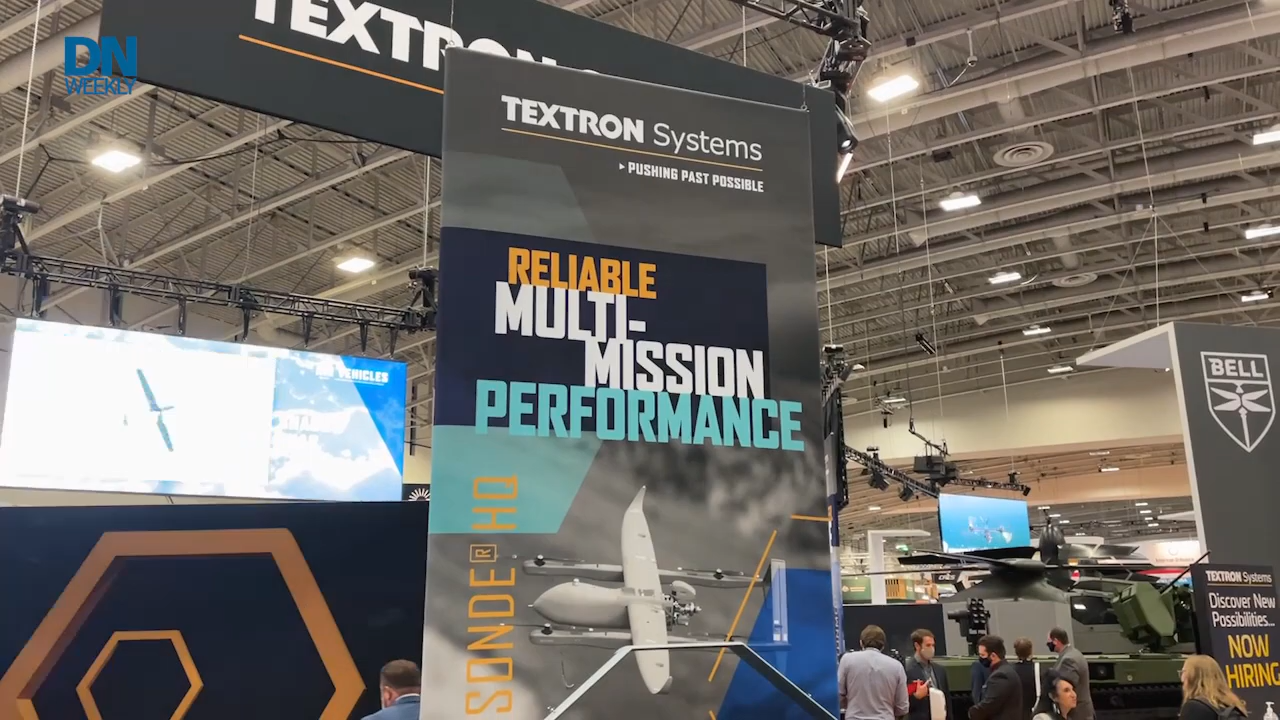 DN
WEEKLY
TEXTRON
TEXTRON Systems
▸ PUSHING PAST POSSIBLE
RELIABLE
MULTI-
MISSION
PERFORMANCE
SONDE® HQ
VEHICLES
BELL
TEXTRON Systems
Discover New
Possibilities...
NOW
HIRING